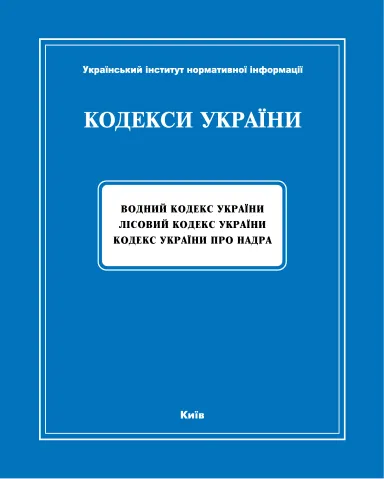 Український інститут нормативної інформації
КОДЕКСИ УКРАЇНИ
ВОДНИЙ КОДЕКС УКРАЇНИ
ЛІСОВИЙ КОДЕКС УКРАЇНИ
КОДЕКС УКРАЇНИ ПРО НАДРА
Київ